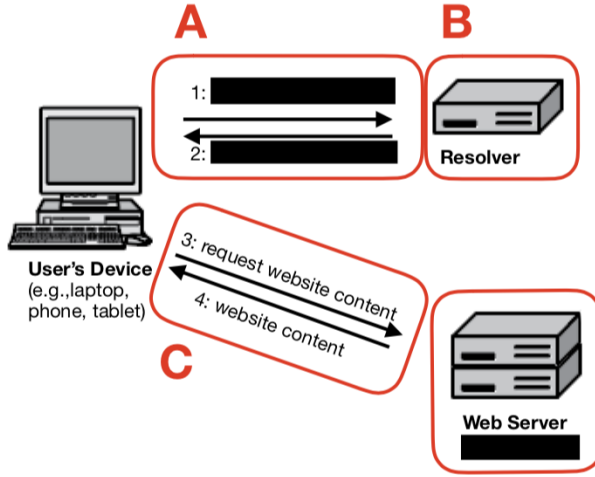 A
B
1:
2:
Resolver
User's Device
(e.g.,laptop,
phone, tablet)
3: request website content
4: website content
C
Web Server